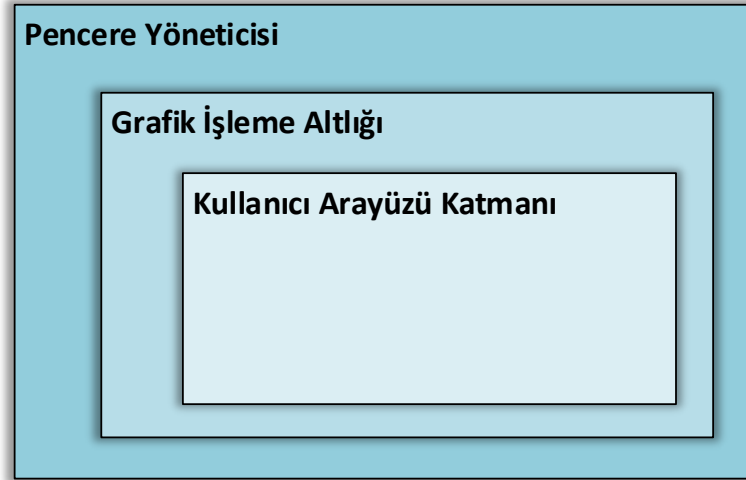 Pencere Yöneticisi
Grafik İşleme Altlığı
Kullanıcı Arayüzü Katmanı